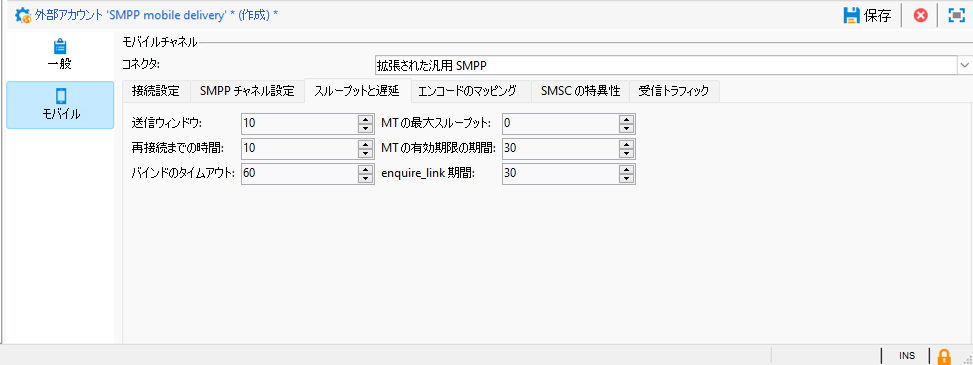 外部アカウント 'SMPP mobile delivery' * (作成) *
保存
一般
モバイル
モバイルチャネル
コネクタ: 拡張された汎用 SMPP
接続設定 SMPP チャネル設定 スループットと遅延 エンコードのマッピング SMSC の特異性 受信トラフィック
送信ウィンドウ: 10 MTの最大スループット: 0
再接続までの時間: 10 MTの有効期限の期間: 30
バインドのタイムアウト: 60 enquire_link 期間: 30
INS